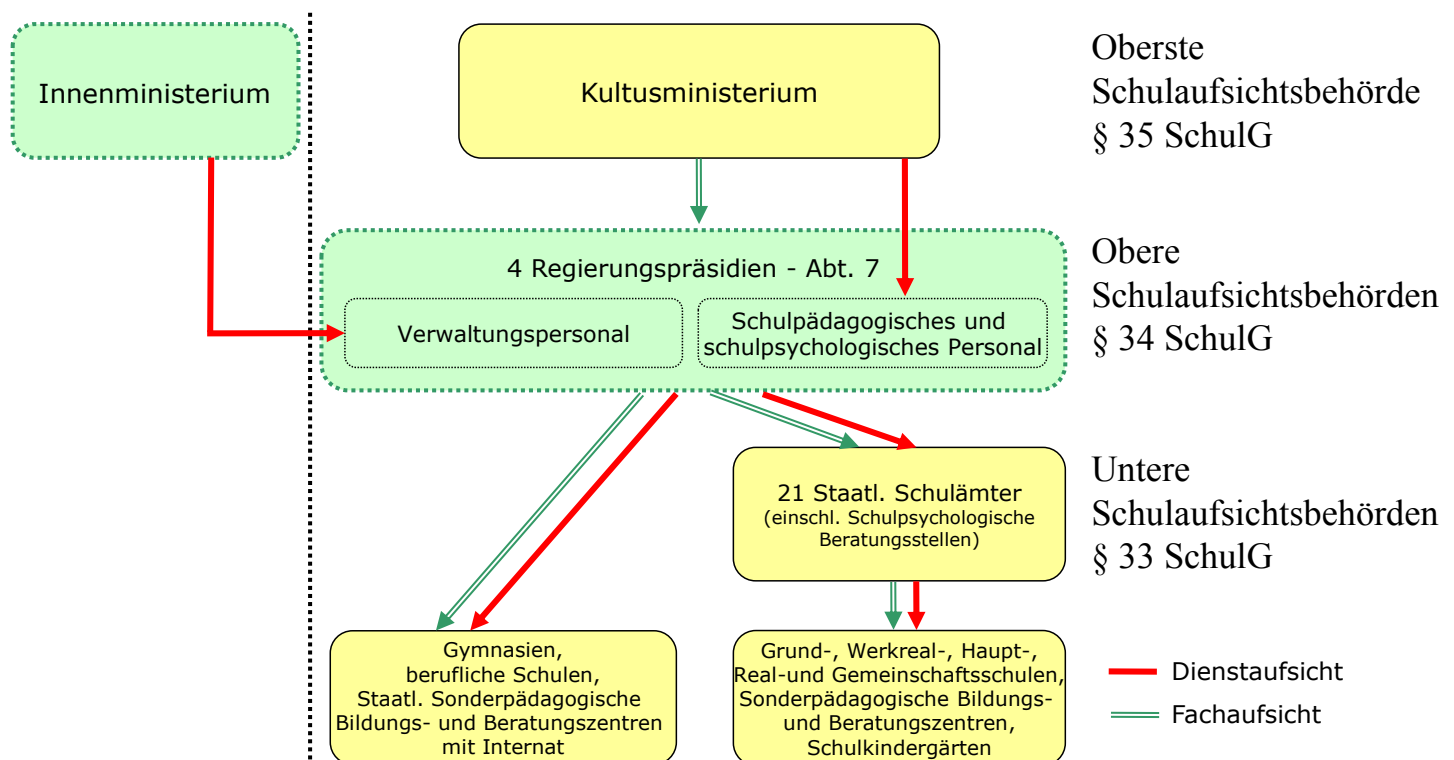 Innenministerium
Kultusministerium
Oberste
Schulaufsichtsbehörde
§ 35 SchulG
4 Regierungspräsidien - Abt. 7
Verwaltungspersonal
Schulpädagogisches und
schulpsychologisches Personal
Obere
Schulaufsichtsbehörden
§ 34 SchulG
21 Staatl. Schulämter
(einschl. Schulpsychologische
Beratungsstellen)
Untere
Schulaufsichtsbehörden
§ 33 SchulG
Gymnasien,
berufliche Schulen,
Staatl. Sonderpädagogische
Bildungs- und Beratungszentren
mit Internat
Grund-, Werkreal-, Haupt-,
Real-und Gemeinschaftsschulen,
Sonderpädagogische Bildungs-
und Beratungszentren,
Schulkindergärten
Dienstaufsicht
Fachaufsicht